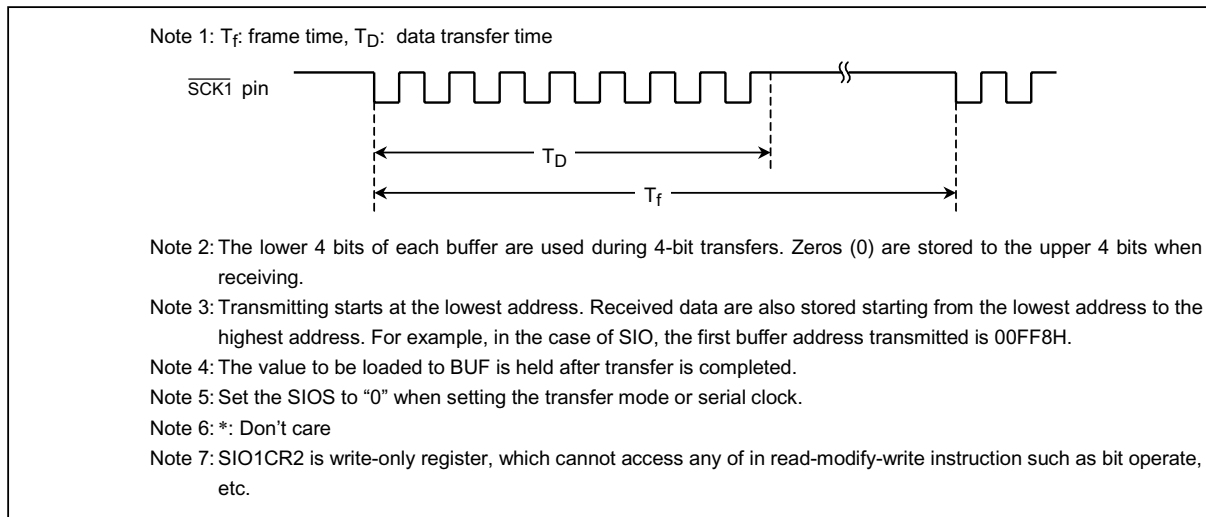 Note 1: Tf: frame time, TD: data transfer time
SCK1 pin
TD
Tf
Note 2: The lower 4 bits of each buffer are used during 4-bit transfers. Zeros (0) are stored to the upper 4 bits when
receiving.
Note 3: Transmitting starts at the lowest address. Received data are also stored starting from the lowest address to the
highest address. For example, in the case of SIO, the first buffer address transmitted is 00FF8H.
Note 4: The value to be loaded to BUF is held after transfer is completed.
Note 5: Set the SIOS to “0” when setting the transfer mode or serial clock.
Note 6: *: Don’t care
Note 7: SIO1CR2 is write-only register, which cannot access any of in read-modify-write instruction such as bit operate,
etc.